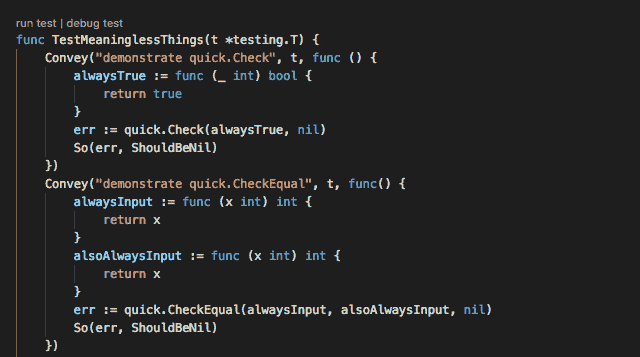 run test | debug test
func TestMeaninglessThings(t *testing.T) {
    Convey("demonstrate quick.Check", t, func () {
        alwaysTrue := func (_ int) bool {
            return true
        }
        err := quick.Check(alwaysTrue, nil)
        So(err, ShouldBeNil)
    })
    Convey("demonstrate quick.CheckEqual", t, func() {
        alwaysInput := func (x int) int {
            return x
        }
        alsoAlwaysInput := func (x int) int {
            return x
        }
        err := quick.CheckEqual(alwaysInput, alsoAlwaysInput, nil)
        So(err, ShouldBeNil)
    })